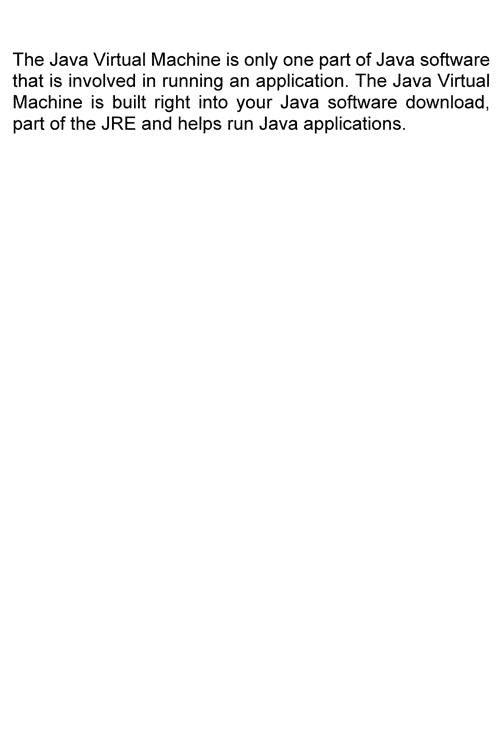 The Java Virtual Machine is only one part of Java software
that is involved in running an application. The Java Virtual
Machine is built right into your Java software download,
part of the JRE and helps run Java applications.